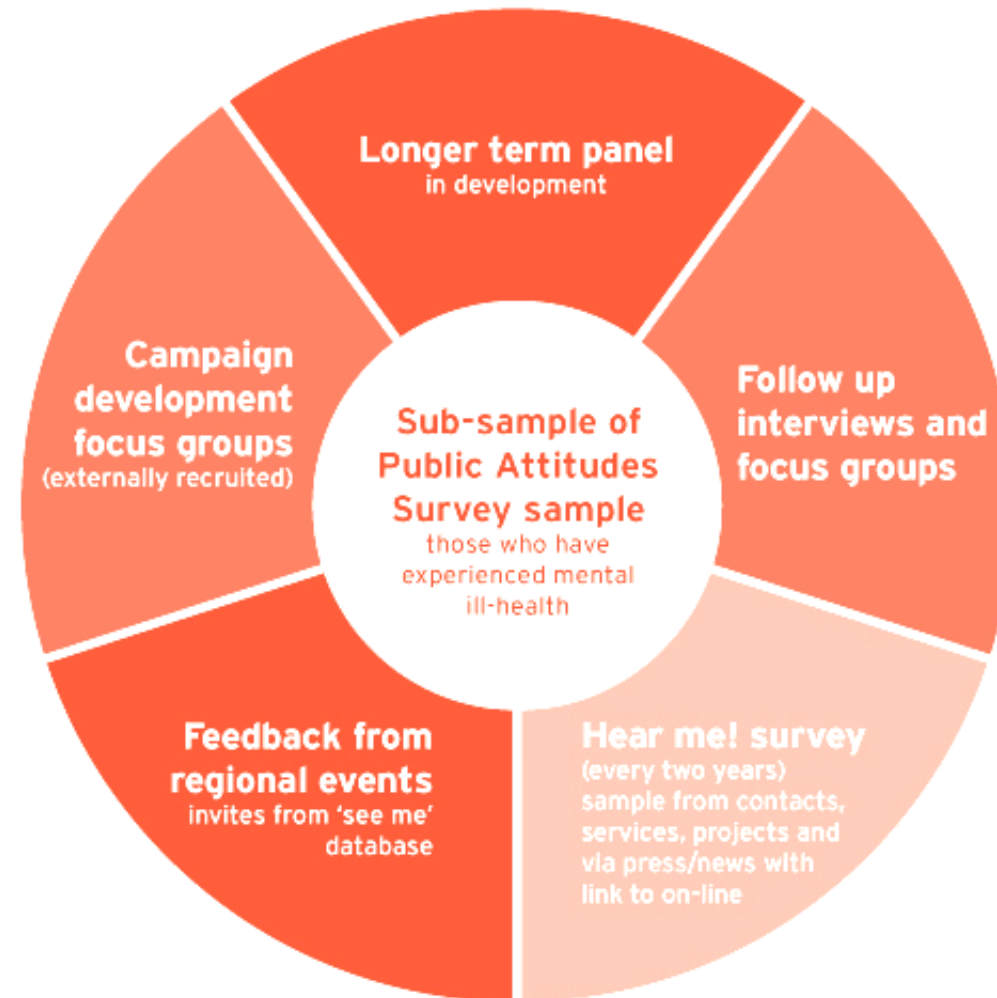 Longer term panel
in development
Follow up
interviews and
focus groups
Hear me! survey
(every two years)
sample from contacts,
services, projects and
via press/news with
link to on-line
Feedback from
regional events
invites from ‘see me’
database
Campaign
development
focus groups
(externally recruited)
Sub-sample of
Public Attitudes
Survey sample
those who have
experienced mental
ill-health